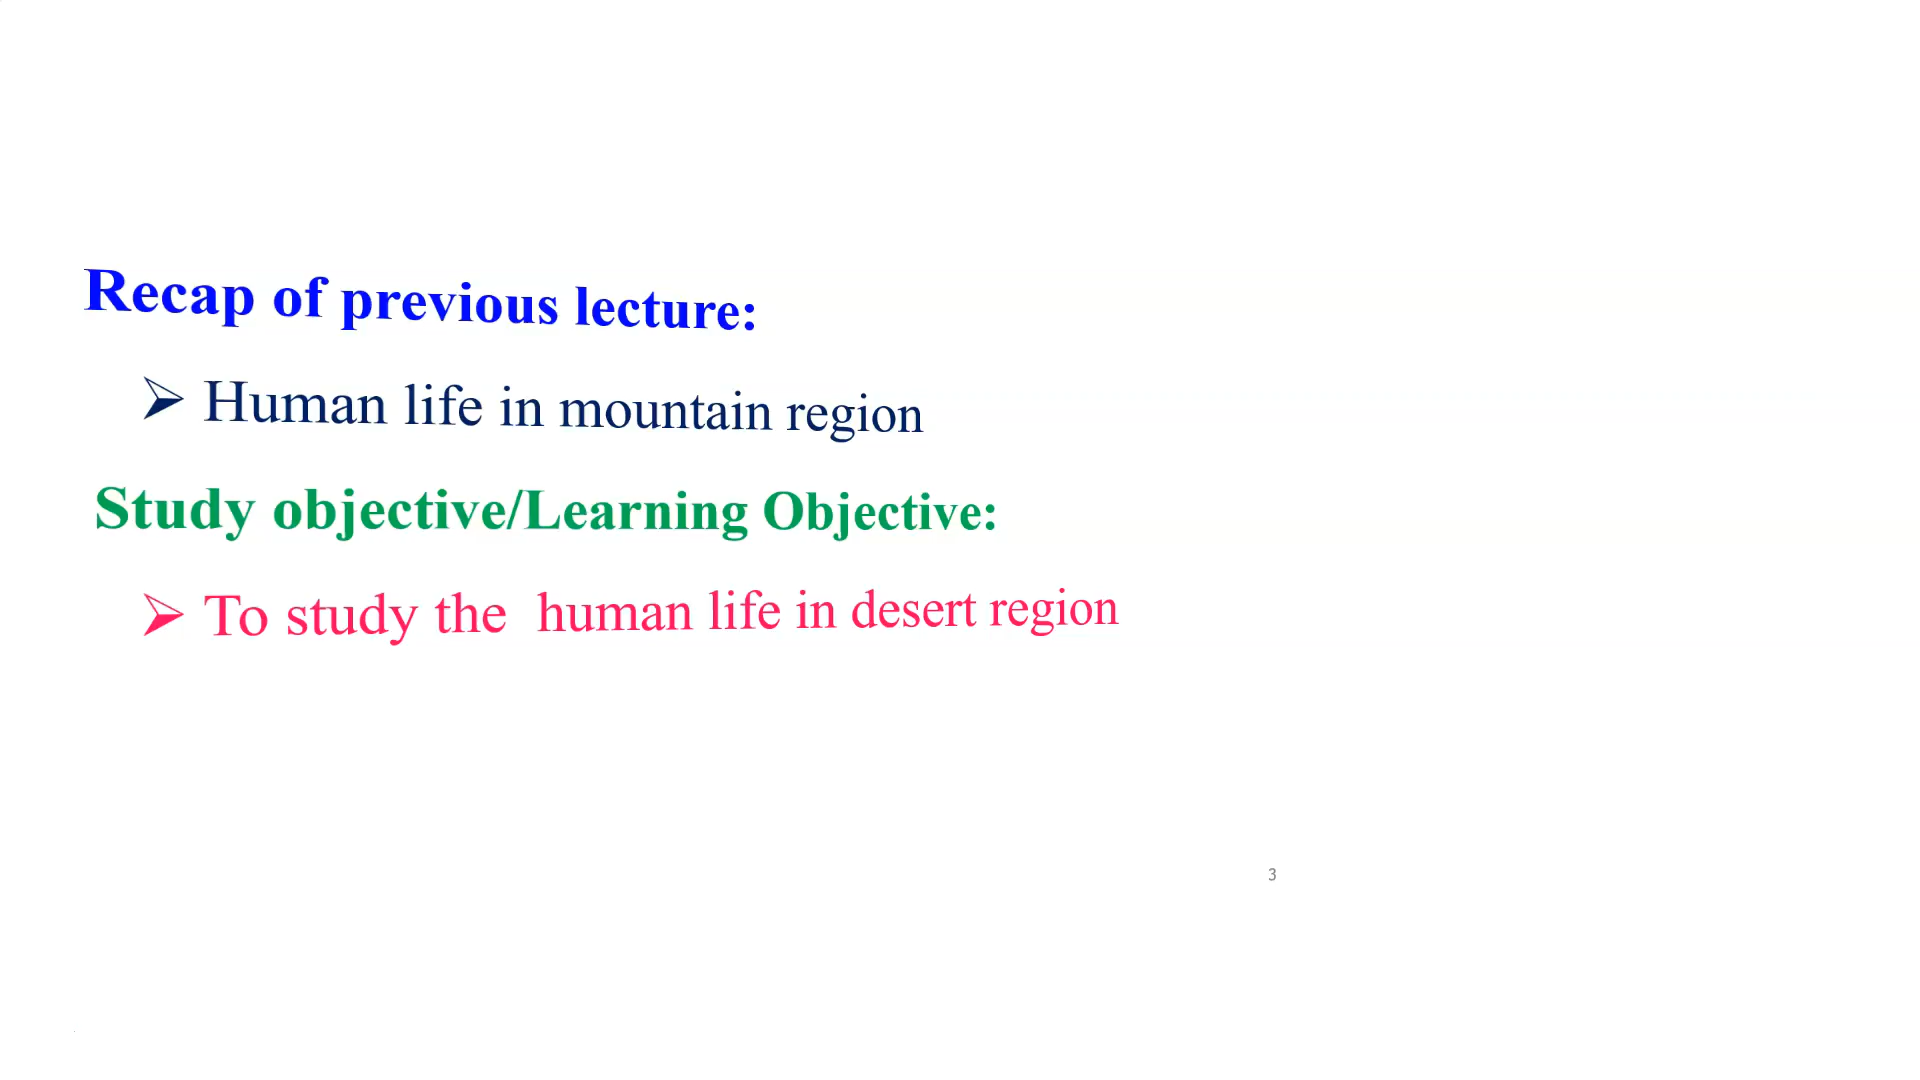 Recap of previous lecture:
➢ Human life in mountain region
Study objective/Learning Objective:
➢ To study the  human life in desert region
3